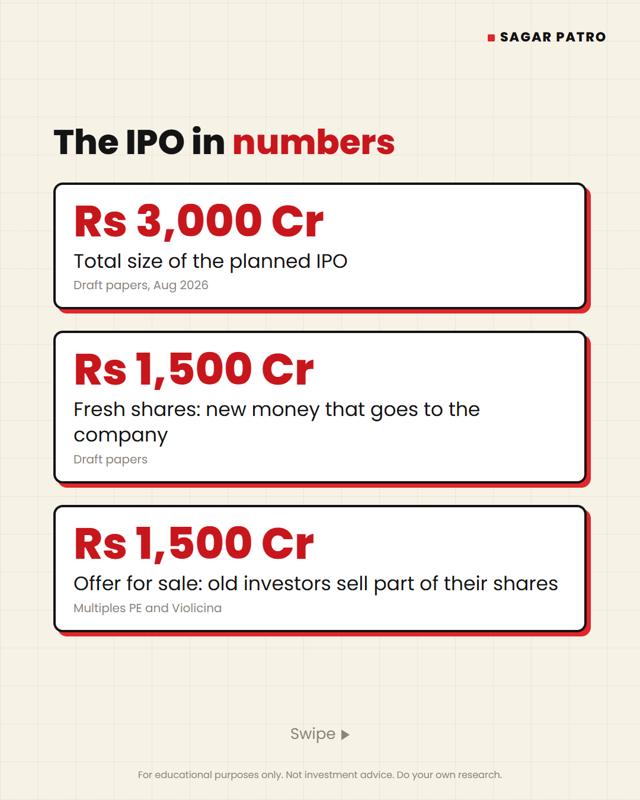 SAGAR PATRO
The IPO in numbers
Rs 3,000 Cr
Total size of the planned IPO
Draft papers, Aug 2026
Rs 1,500 Cr
Fresh shares: new money that goes to the
company
Draft papers
Rs 1,500 Cr
Offer for sale: old investors sell part of their shares
Multiples PE and Violicina
Swipe ▶
For educational purposes only. Not investment advice. Do your own research.